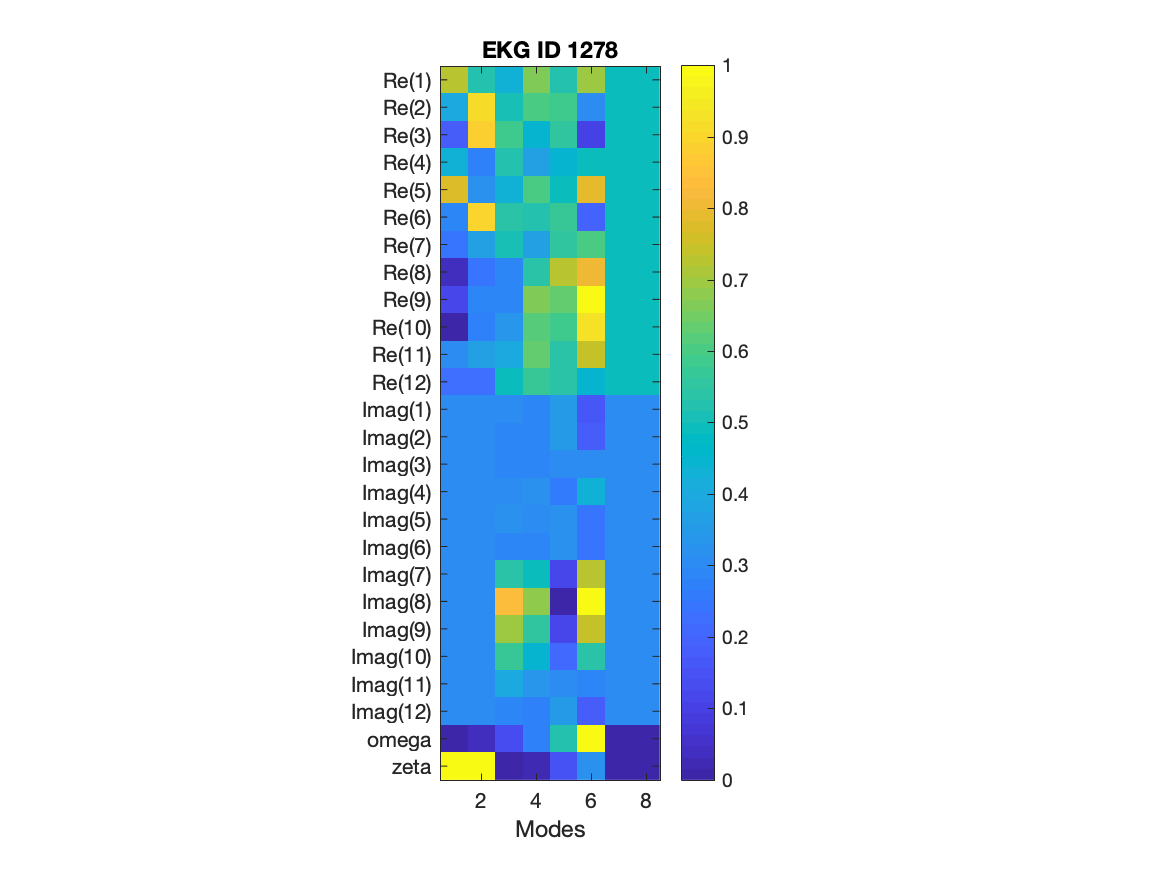 EKG ID 1278
Re(1)
Re(2)
Re(3)
Re(4)
Re(5)
Re(6)
Re(7)
Re(8)
Re(9)
Re(10)
Re(11)
Re(12)
Imag(1)
Imag(2)
Imag(3)
Imag(4)
Imag(5)
Imag(6)
Imag(7)
Imag(8)
Imag(9)
Imag(10)
Imag(11)
Imag(12)
omega
zeta
2 4 6 8
Modes
1
0.9
0.8
0.7
0.6
0.5
0.4
0.3
0.2
0.1
0